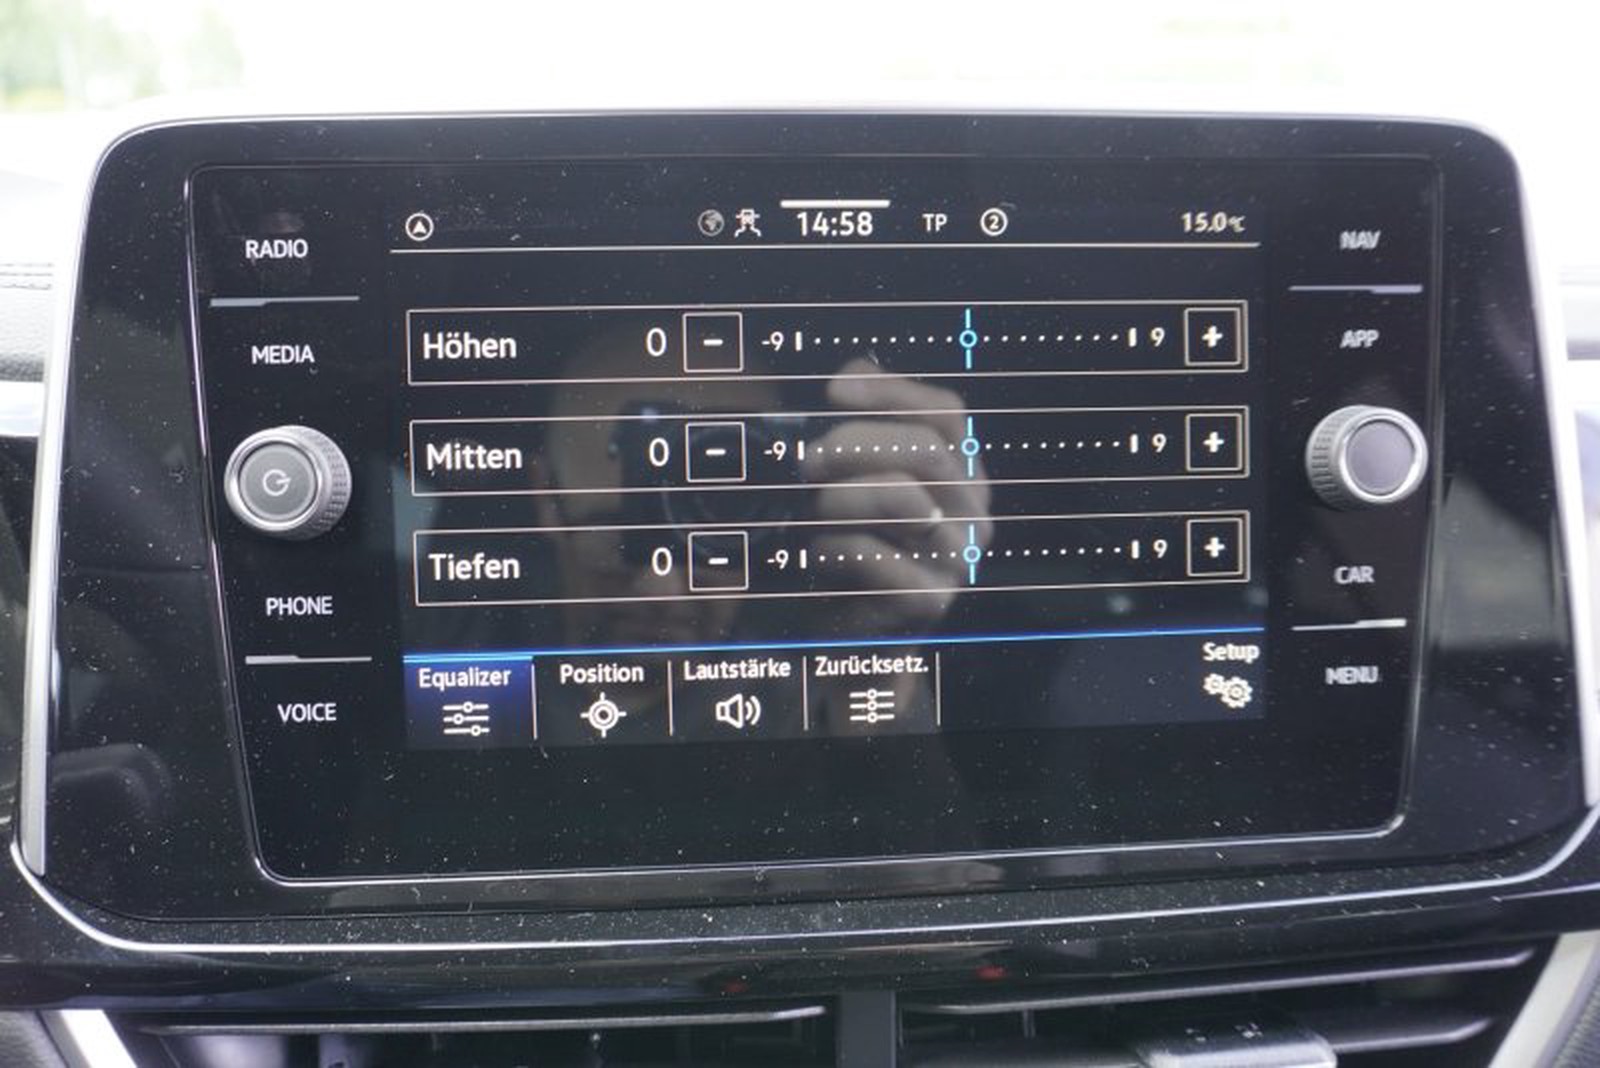 RADIO
MEDIA
PHONE
VOICE
14:58 TP 2 15.0°C
Höhen 0 - -9 9 +
Mitten 0 - -9 9 +
Tiefen 0 - -9 9 +
Equalizer Position Lautstärke Zurücksetz. Setup
NAV
APP
CAR
MENU